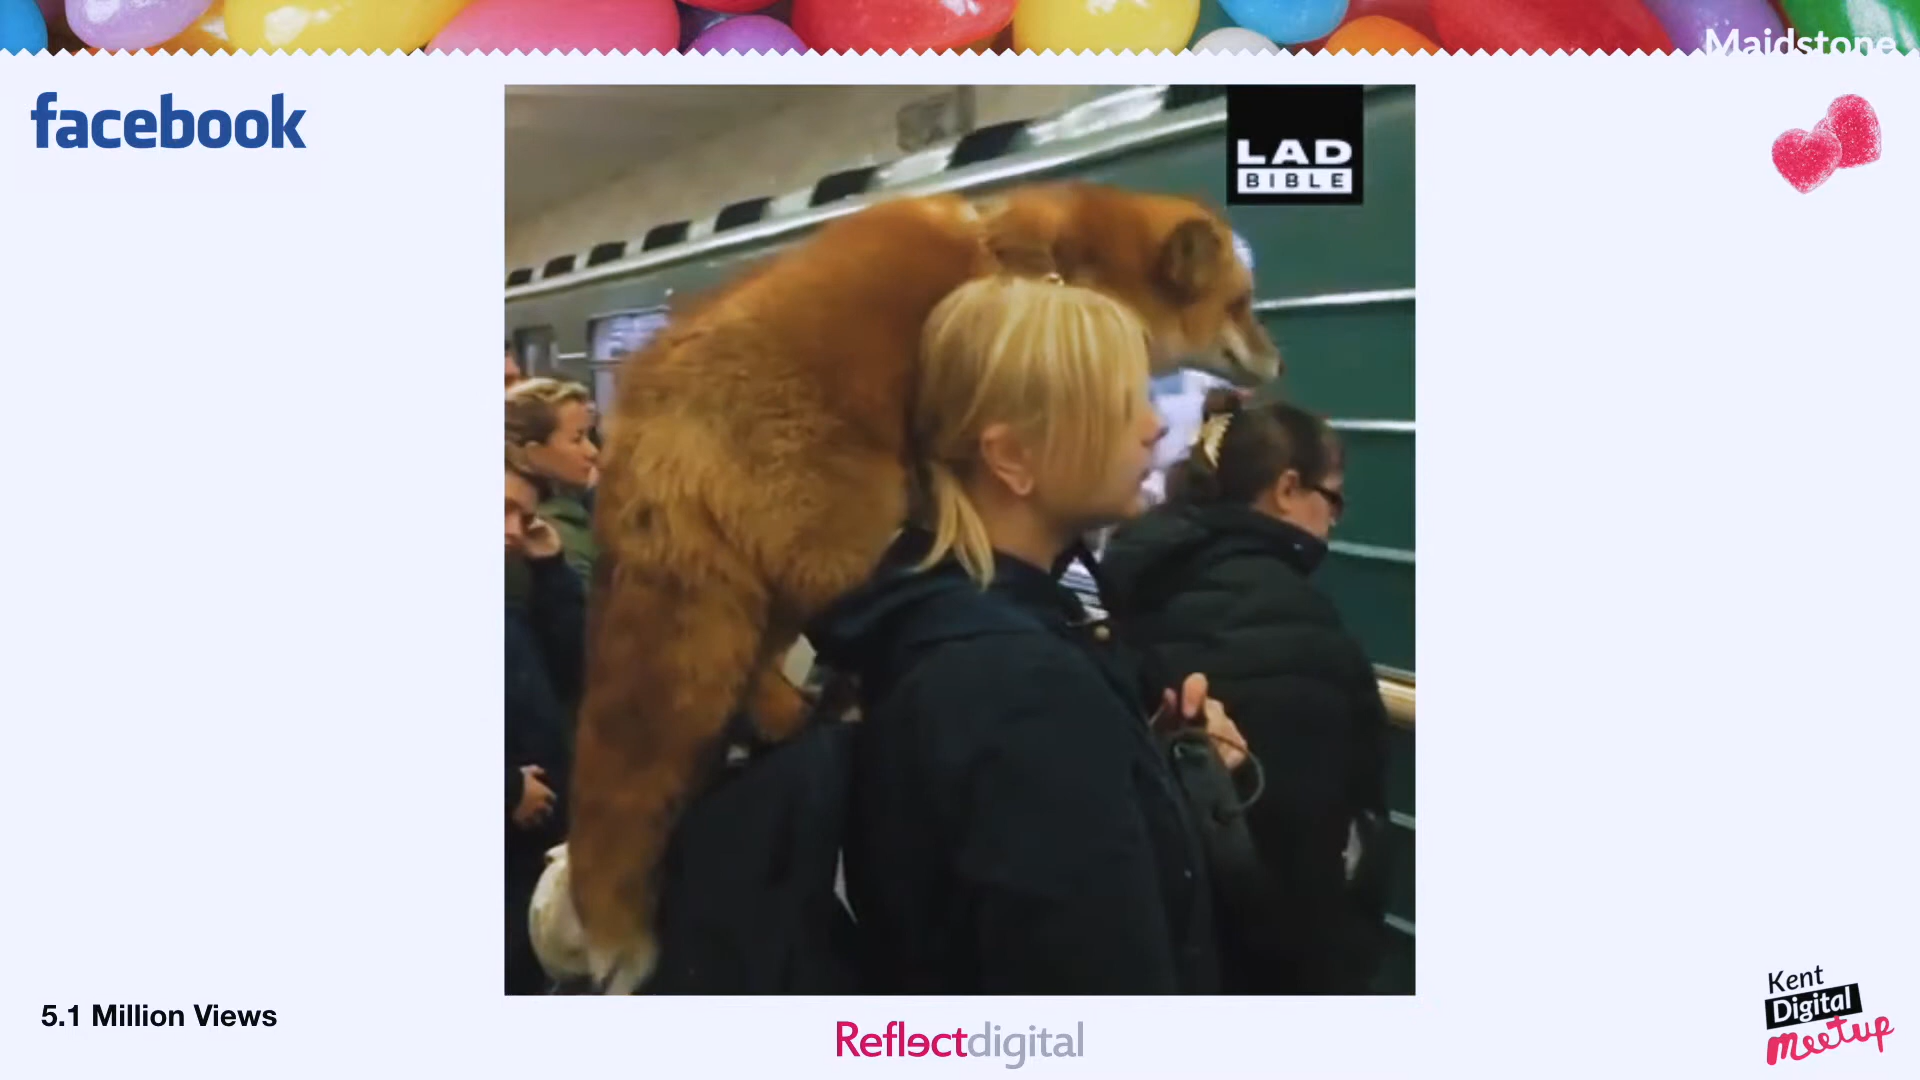 Maidstone
facebook
LAD
BIBLE
5.1 Million Views
Reflectdigital
Kent
Digital
meetup